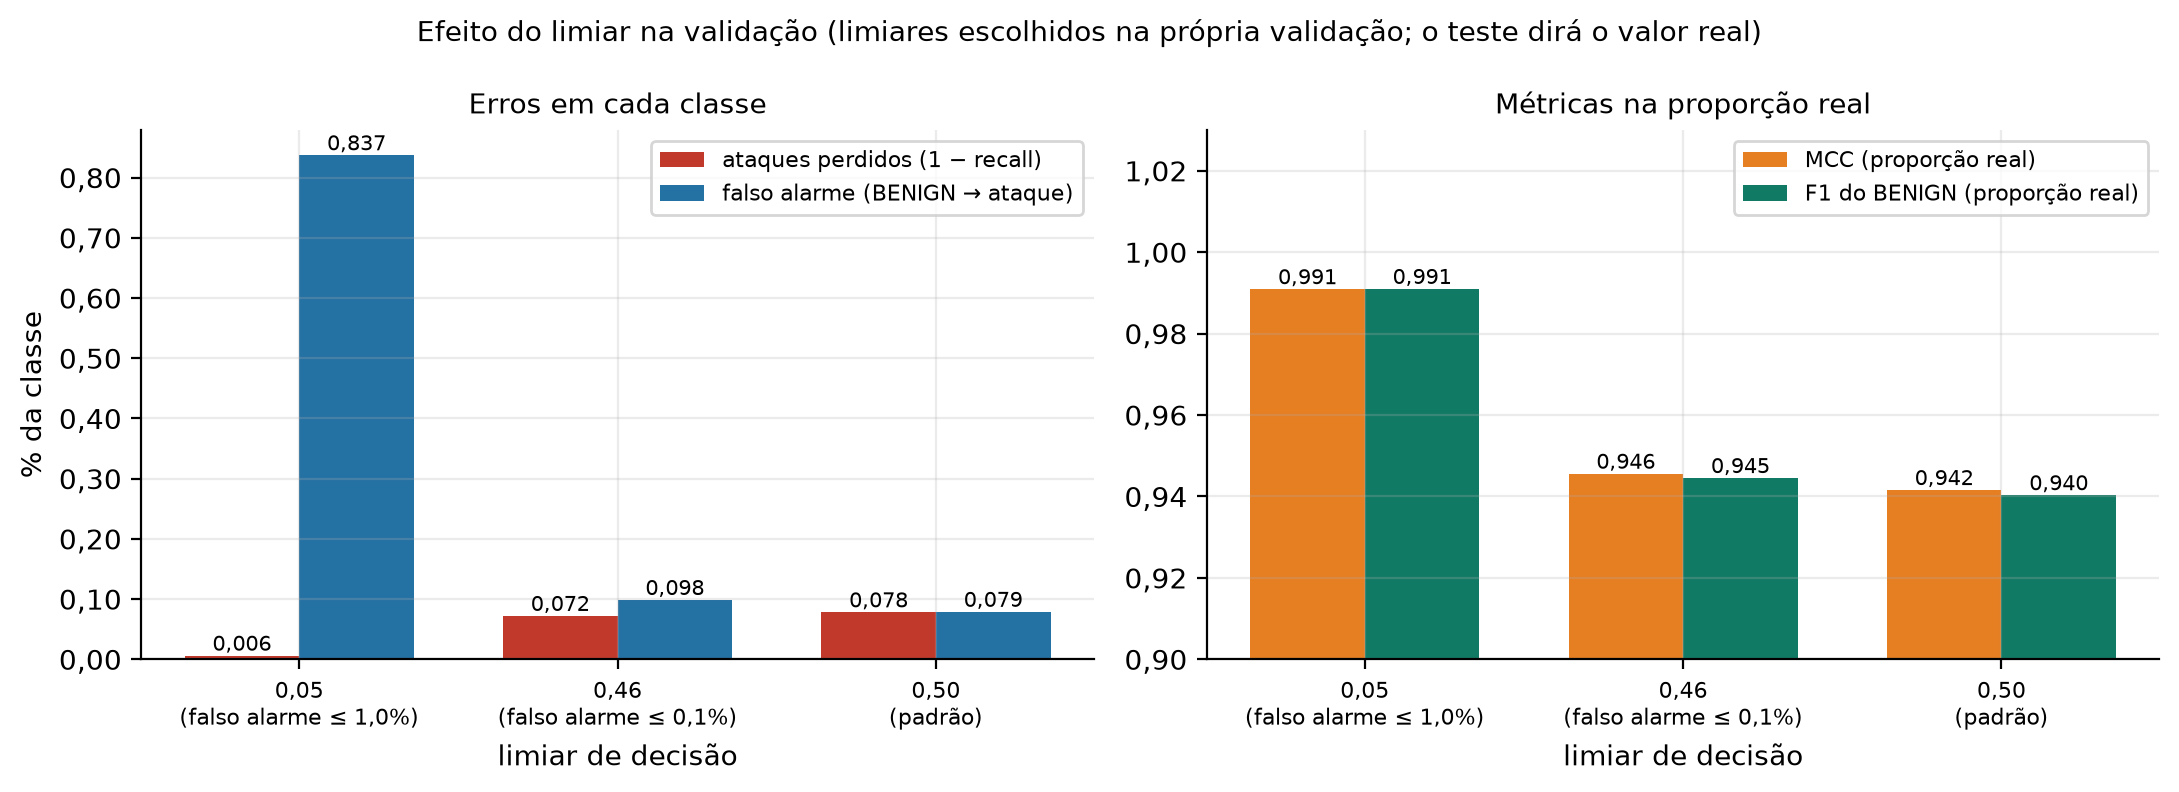 Efeito do limiar na validação (limiares escolhidos na própria validação; o teste dirá o valor real)
Erros em cada classe
% da classe
0,80
0,70
0,60
0,50
0,40
0,30
0,20
0,10
0,00
ataques perdidos (1 − recall)
falso alarme (BENIGN → ataque)
0,006
0,837
0,072
0,098
0,078
0,079
0,05
(falso alarme ≤ 1,0%)
0,46
(falso alarme ≤ 0,1%)
0,50
(padrão)
limiar de decisão
Métricas na proporção real
1,02
1,00
0,98
0,96
0,94
0,92
0,90
MCC (proporção real)
F1 do BENIGN (proporção real)
0,991
0,991
0,946
0,945
0,942
0,940
0,05
(falso alarme ≤ 1,0%)
0,46
(falso alarme ≤ 0,1%)
0,50
(padrão)
limiar de decisão